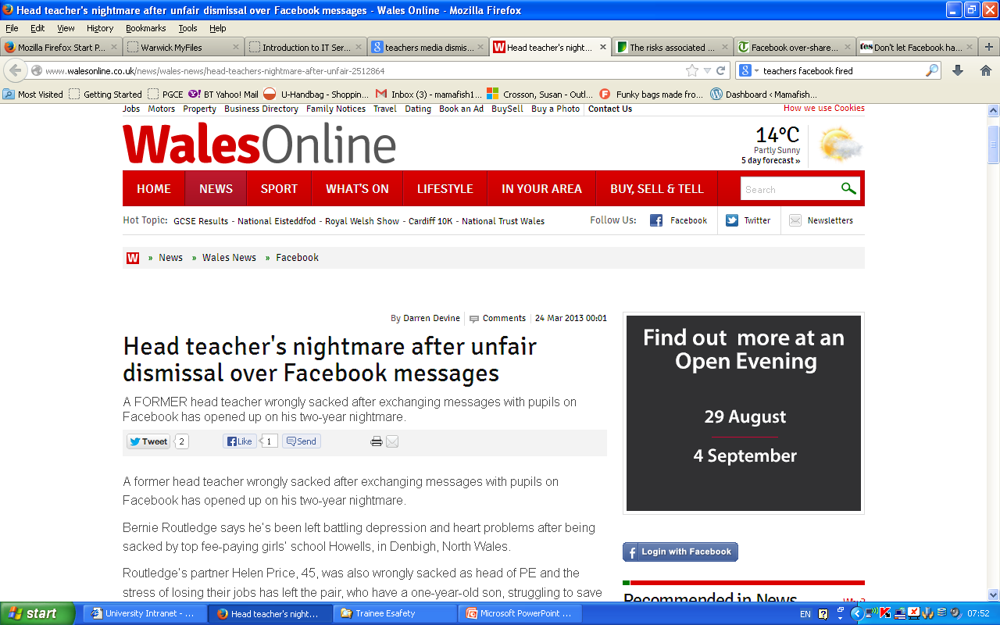 Head teacher's nightmare after unfair dismissal over Facebook messages - Wales Online - Mozilla Firefox
File Edit View History Bookmarks Tools Help
Mozilla Firefox Start P... Warwick MyFiles Introduction to IT Ser... teachers media dismis... Head teacher's night... The risks associated ... Facebook over-share... Don't let Facebook ha...
www.walesonline.co.uk/news/wales-news/head-teachers-nightmare-after-unfair-2512864 teachers facebook fired
Most Visited Getting Started PGCE BT Yahoo! Mail U-Handbag - Shoppin... Inbox (3) - mamafish1... Crosson, Susan - Outl... Funky bags made fro... Dashboard ‹ Mamafish...
Jobs Motors Property Business Directory Family Notices Travel Dating Book an Ad BuySell Buy a Photo Contact Us How we use Cookies
WalesOnline
14°C
Partly Sunny
5 day forecast »
HOME NEWS SPORT WHAT'S ON LIFESTYLE IN YOUR AREA BUY, SELL & TELL Search
Hot Topic: GCSE Results - National Eisteddfod - Royal Welsh Show - Cardiff 10K - National Trust Wales Follow Us: Facebook Twitter Newsletters
W » News » Wales News » Facebook
By Darren Devine Comments 24 Mar 2013 00:01
Head teacher's nightmare after unfair
dismissal over Facebook messages
A FORMER head teacher wrongly sacked after exchanging messages with pupils on
Facebook has opened up on his two-year nightmare.
Tweet 2 Like 1 Send
A former head teacher wrongly sacked after exchanging messages with pupils on
Facebook has opened up on his two-year nightmare.
Bernie Routledge says he's been left battling depression and heart problems after being
sacked by top fee-paying girls' school Howells, in Denbigh, North Wales.
Routledge's partner Helen Price, 45, was also wrongly sacked as head of PE and the
stress of losing their jobs has left the pair, who have a one-year-old son, struggling to save
Find out more at an
Open Evening
29 August
4 September
Login with Facebook
Recommended in News
start University Intranet - ... Head teacher's night... Trainee Esafety Microsoft PowerPoint ... EN 07:52